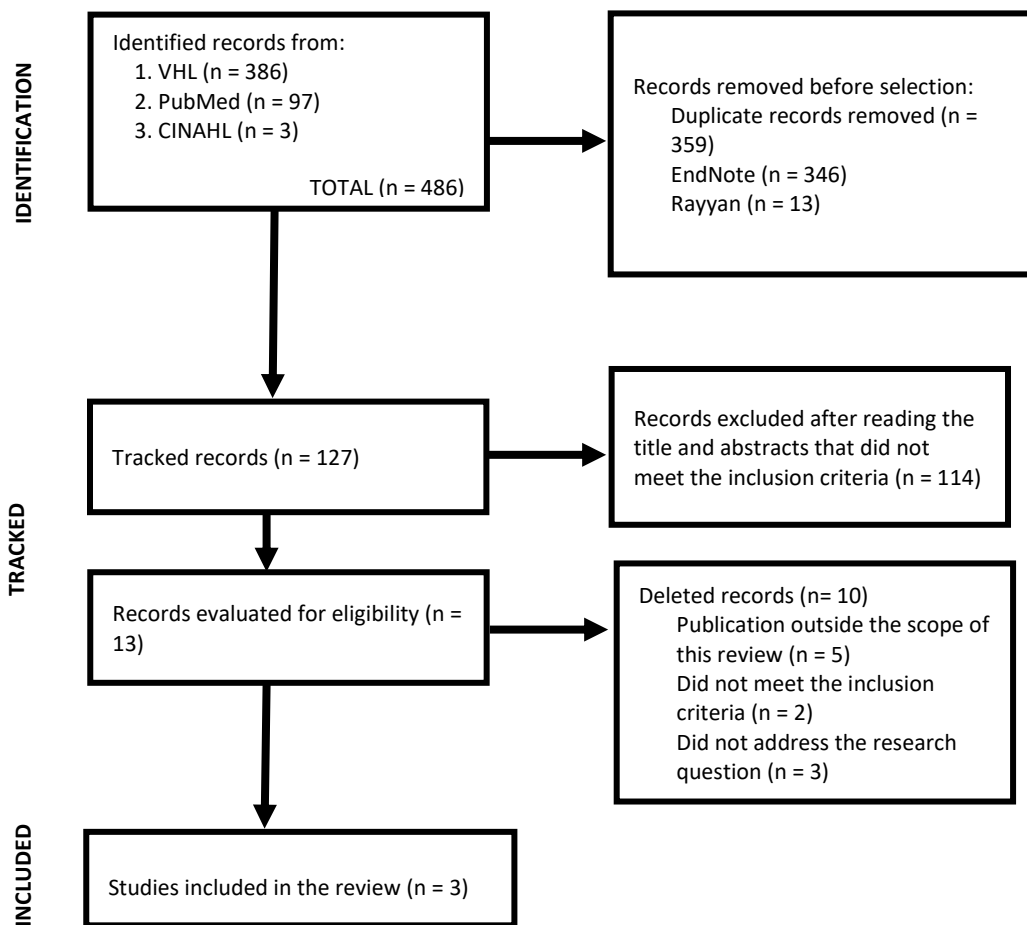 IDENTIFICATION
Identified records from:
1. VHL (n = 386)
2. PubMed (n = 97)
3. CINAHL (n = 3)
TOTAL (n = 486)
Records removed before selection:
Duplicate records removed (n =
359)
EndNote (n = 346)
Rayyan (n = 13)
TRACKED
Tracked records (n = 127)
Records excluded after reading the
title and abstracts that did not
meet the inclusion criteria (n = 114)
Records evaluated for eligibility (n =
13)
Deleted records (n= 10)
Publication outside the scope of
this review (n = 5)
Did not meet the inclusion
criteria (n = 2)
Did not address the research
question (n = 3)
INCLUDED
Studies included in the review (n = 3)